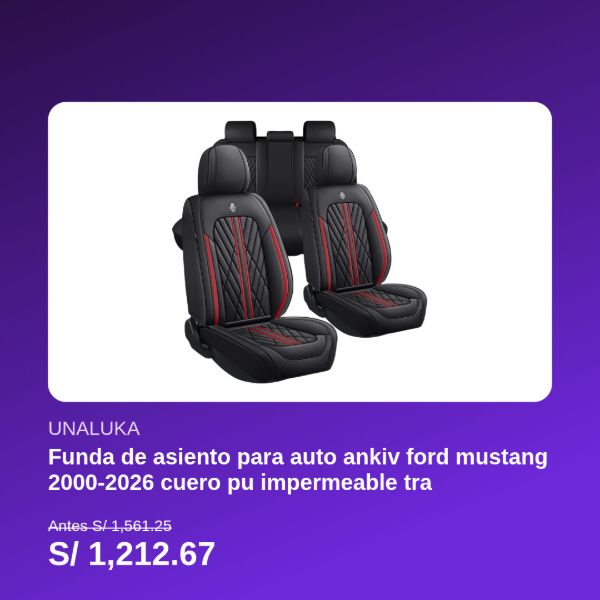 UNALUKA
Funda de asiento para auto ankiv ford mustang
2000-2026 cuero pu impermeable tra
Antes S/ 1,561.25
S/ 1,212.67